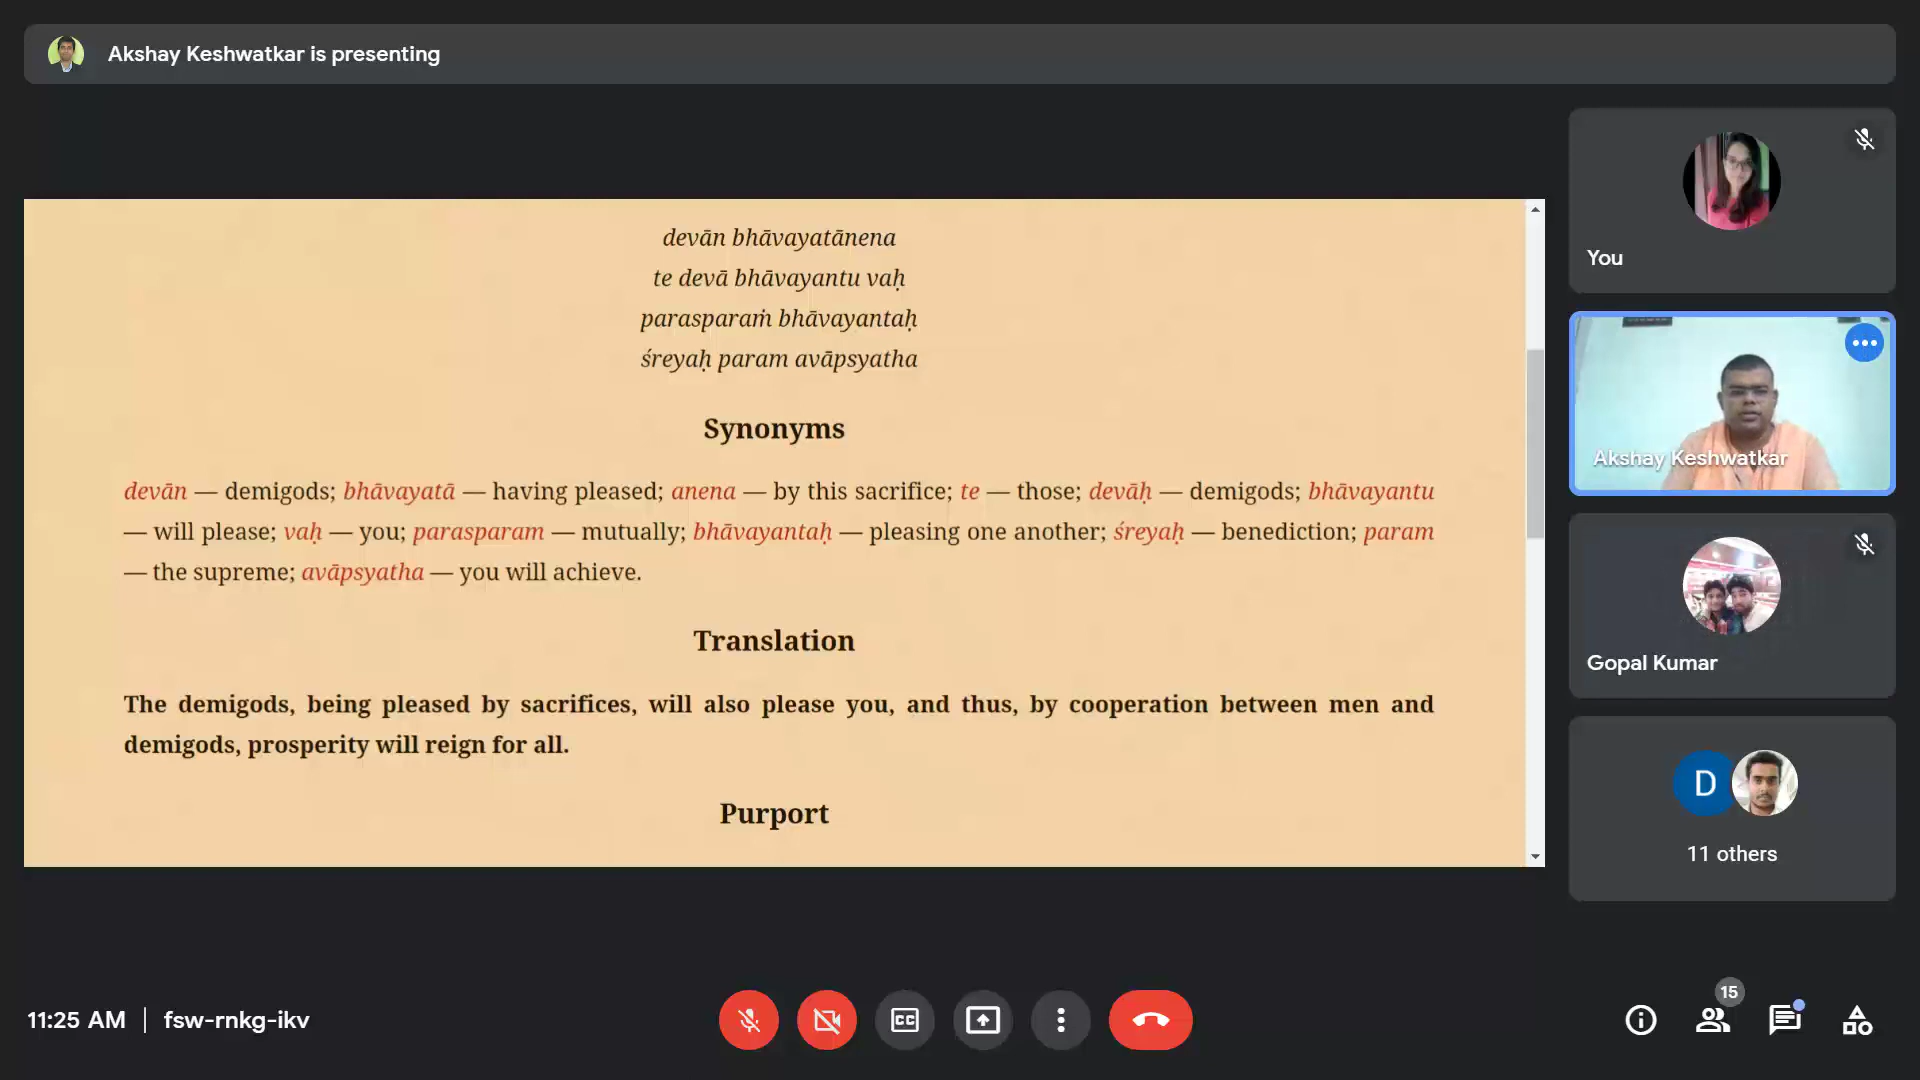 Akshay Keshwatkar is presenting
devān bhāvayatānena
te devā bhāvayantu vaḥ
parasparaṁ bhāvayantaḥ
śreyaḥ param avāpsyatha
Synonyms
devān — demigods; bhāvayatā — having pleased; anena — by this sacrifice; te — those; devāḥ — demigods; bhāvayantu
— will please; vaḥ — you; parasparam — mutually; bhāvayantaḥ — pleasing one another; śreyaḥ — benediction; param
— the supreme; avāpsyatha — you will achieve.
Translation
The demigods, being pleased by sacrifices, will also please you, and thus, by cooperation between men and
demigods, prosperity will reign for all.
Purport
You
Akshay Keshwatkar
Gopal Kumar
D
11 others
11:25 AM | fsw-rnkg-ikv
CC
15